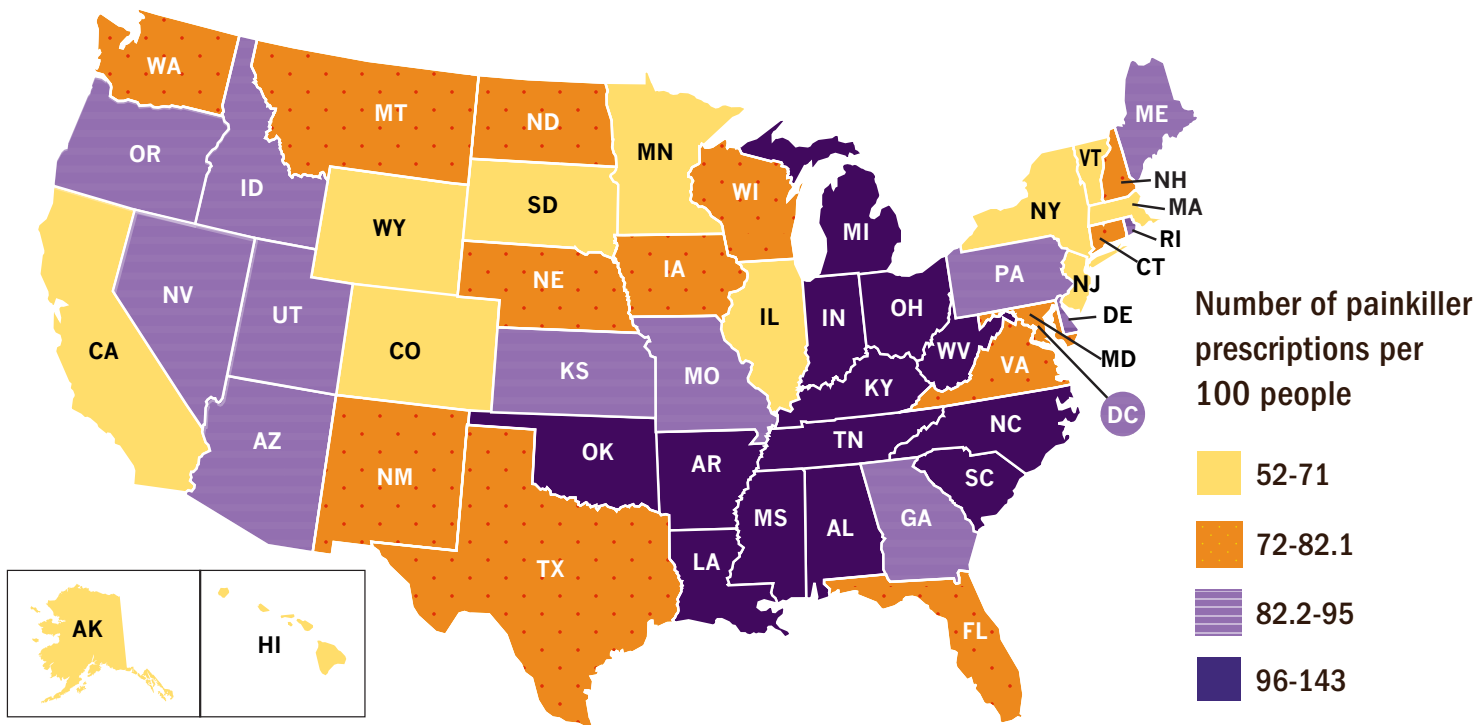 WA
MT
ND
MN
ME
OR
ID
WY
SD
WI
MI
VT
NH
NY
MA
RI
CT
NV
UT
CO
NE
IA
IL
IN
OH
PA
NJ
DE
MD
CA
KS
MO
KY
WV
VA
DC
AZ
NM
OK
AR
TN
NC
SC
TX
LA
MS
AL
GA
FL
AK
HI
Number of painkiller
prescriptions per
100 people
52-71
72-82.1
82.2-95
96-143